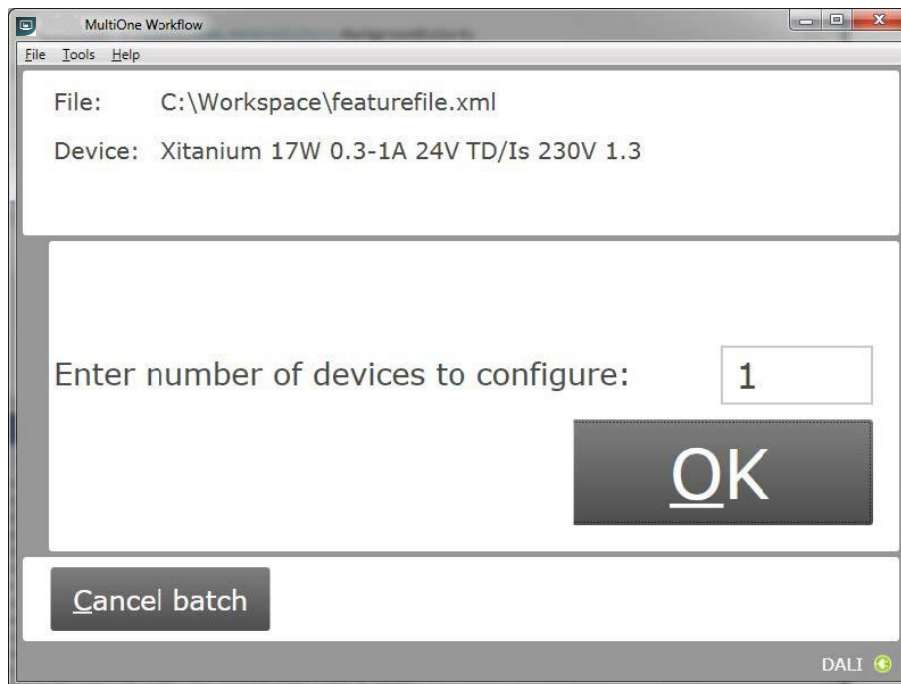 MultiOne Workflow
File Tools Help
File: C:\Workspace\featurefile.xml
Device: Xitanium 17W 0.3-1A 24V TD/Is 230V 1.3
Enter number of devices to configure: 1
OK
Cancel batch
DALI